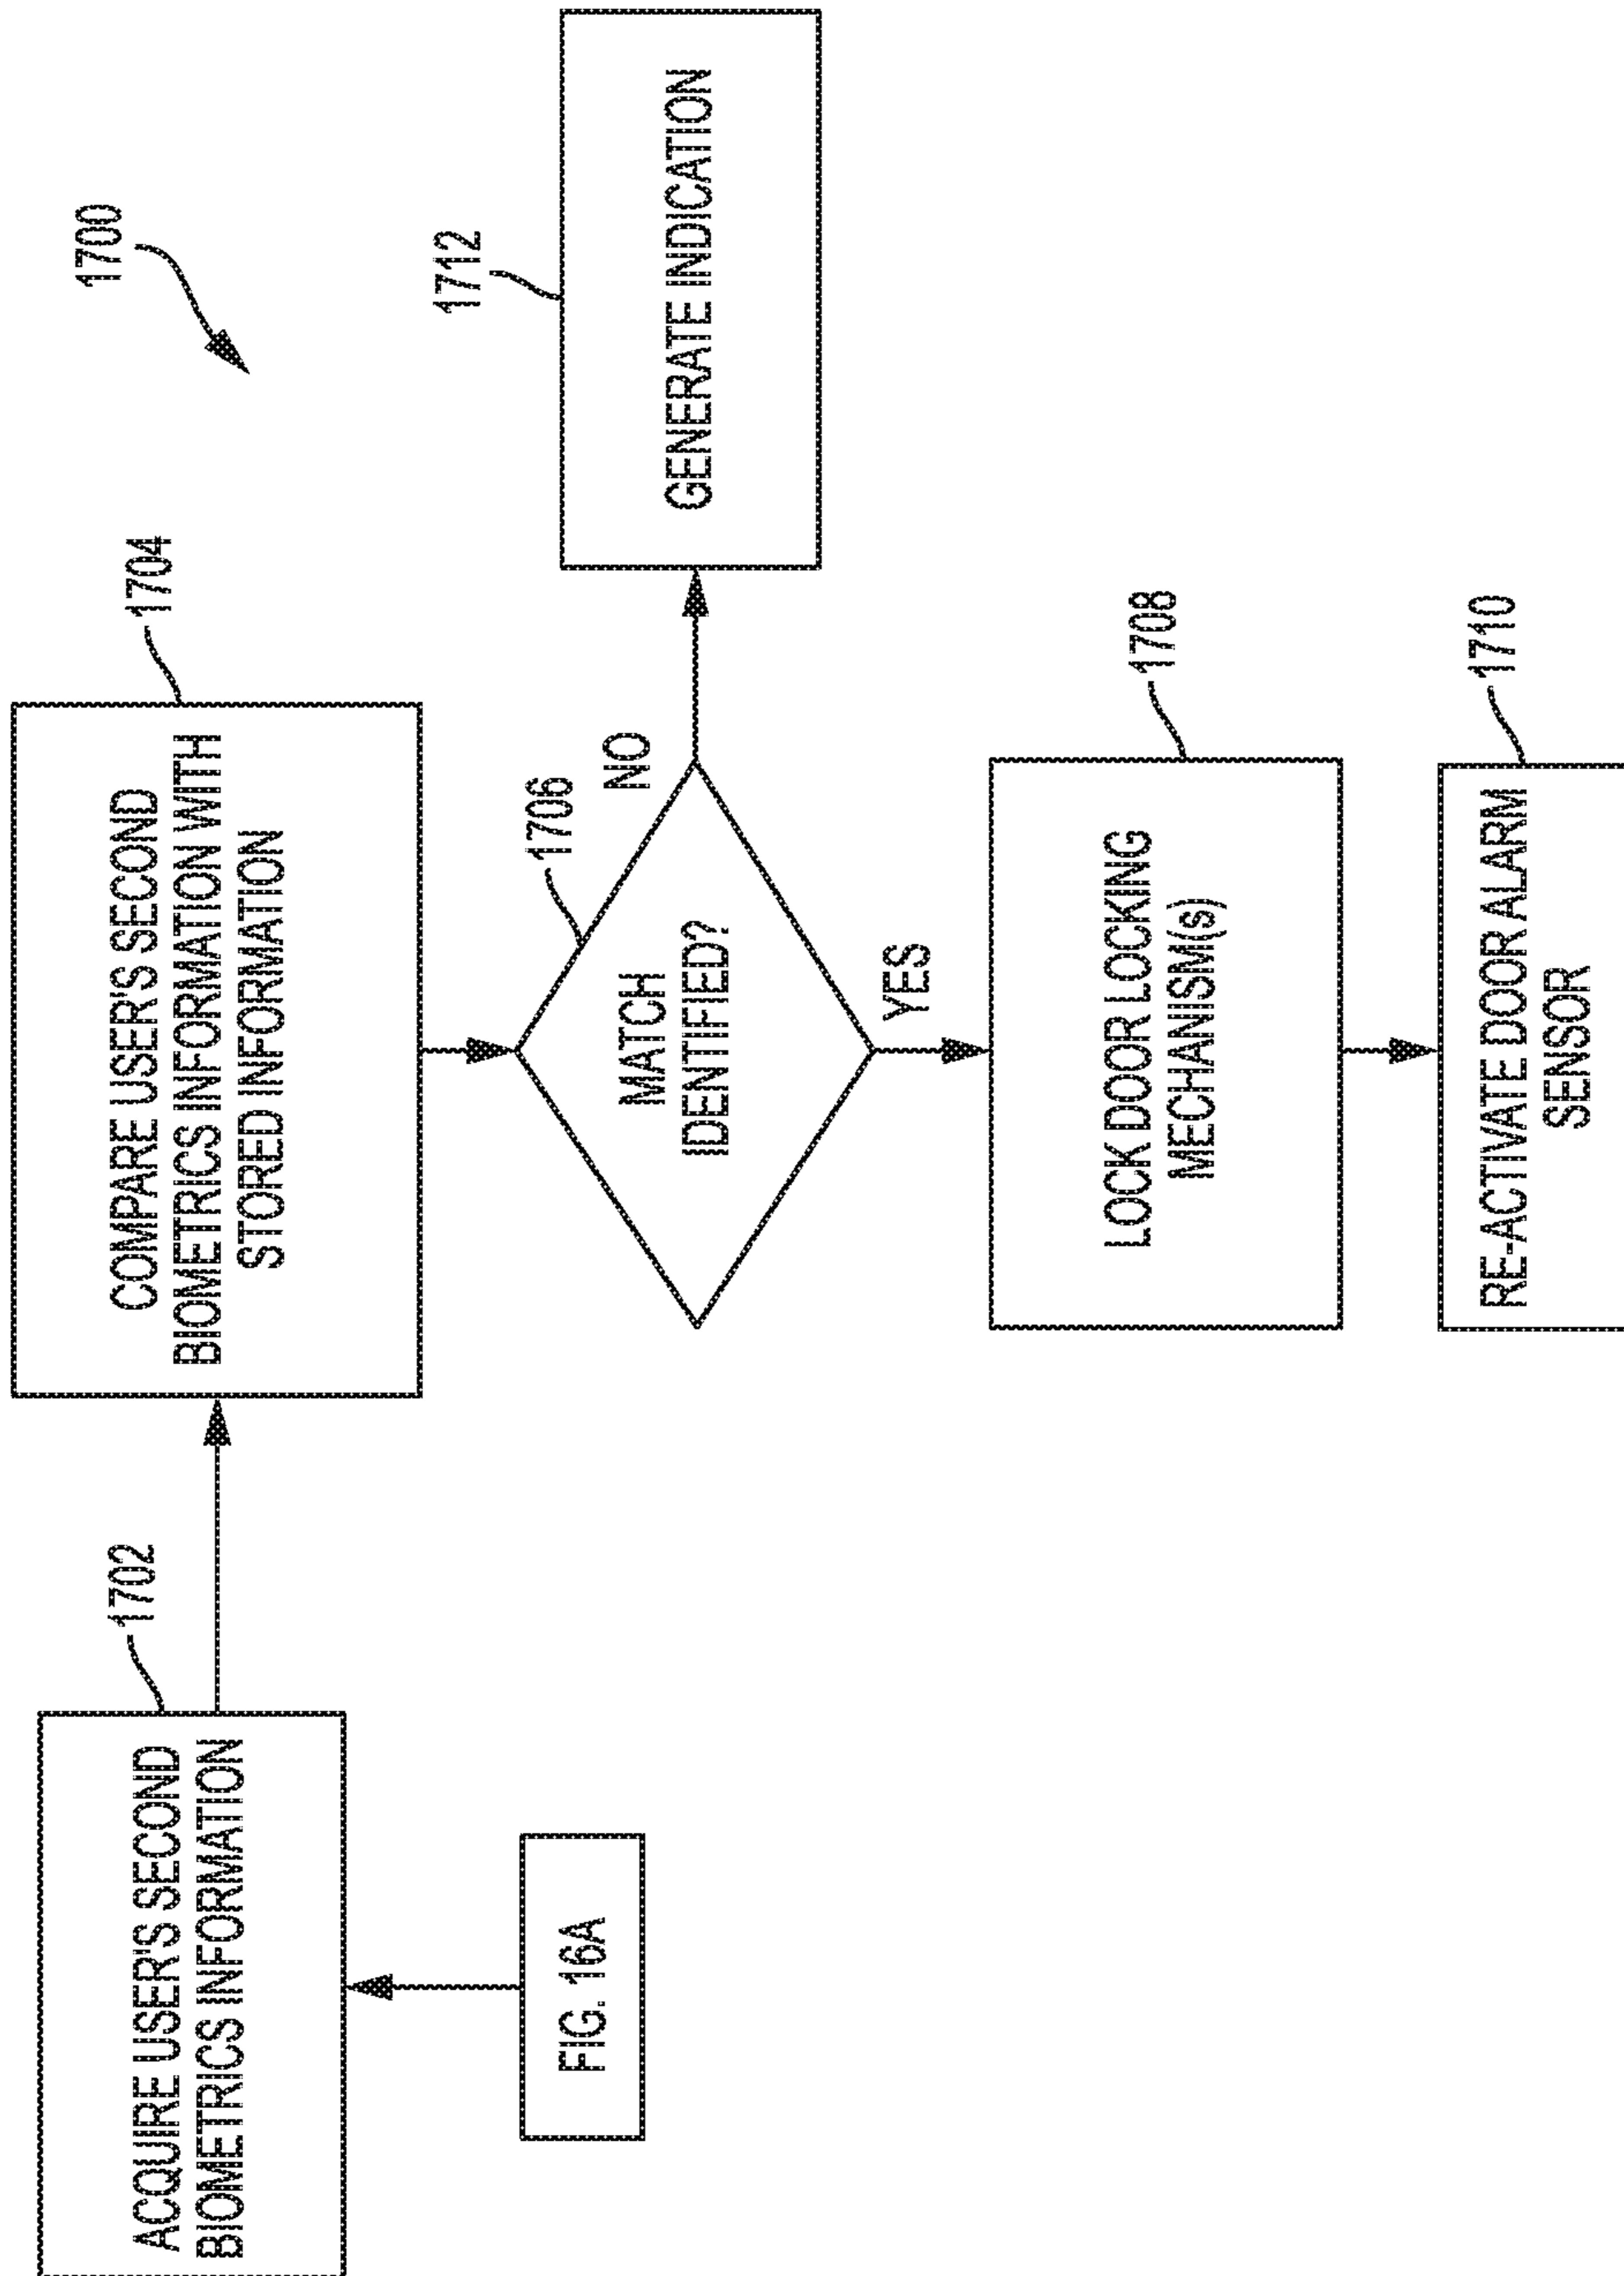 1700
1702
ACQUIRE USER'S SECOND
BIOMETRICS INFORMATION
FIG. 16A
1704
COMPARE USER'S SECOND
BIOMETRICS INFORMATION WITH
STORED INFORMATION
1706
MATCH
IDENTIFIED?
NO
1712
GENERATE INDICATION
YES
1708
LOCK DOOR LOCKING
MECHANISM(s)
1710
RE-ACTIVATE DOOR ALARM
SENSOR